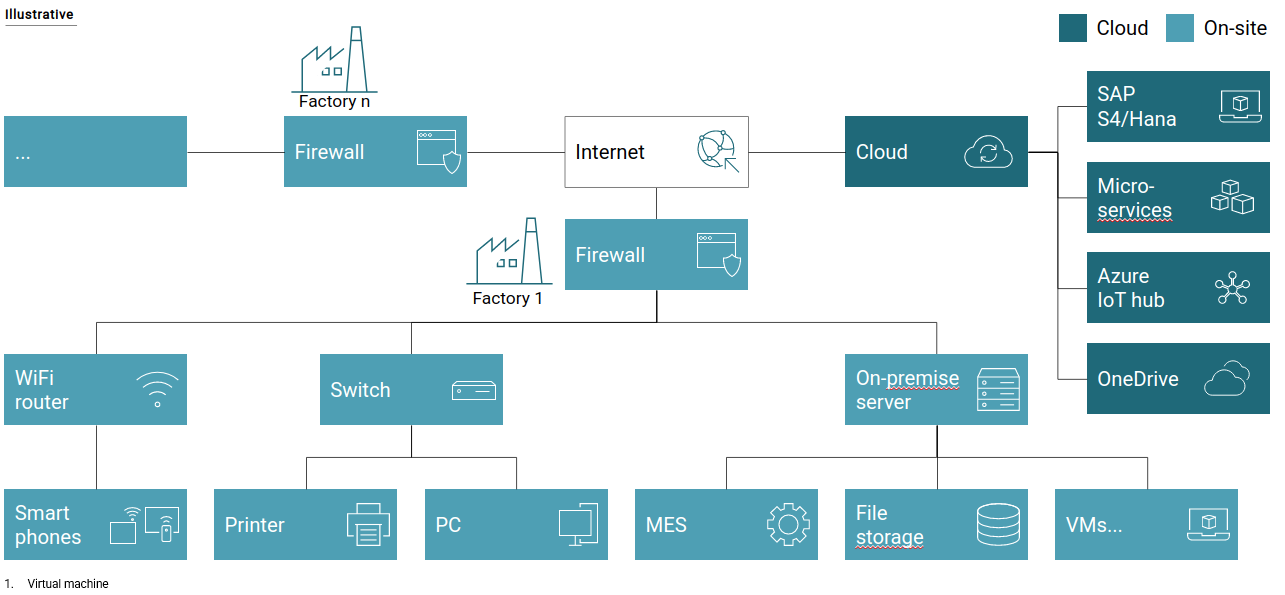 Illustrative
Cloud
On-site
Factory n
SAP
S4/Hana
...
Firewall
Internet
Cloud
Micro-
services
Firewall
Factory 1
Azure
IoT hub
WiFi
router
Switch
On-premise
server
OneDrive
Smart
phones
Printer
PC
MES
File
storage
VMs...
1. Virtual machine